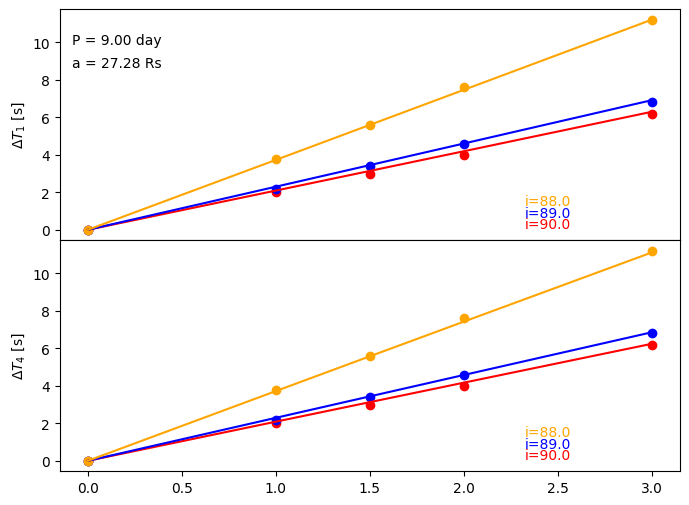 P = 9.00 day
a = 27.28 Rs
ΔT₁ [s]
10
8
6
4
2
0
i=88.0
i=89.0
i=90.0
ΔT₄ [s]
10
8
6
4
2
0
i=88.0
i=89.0
i=90.0
0.0 0.5 1.0 1.5 2.0 2.5 3.0